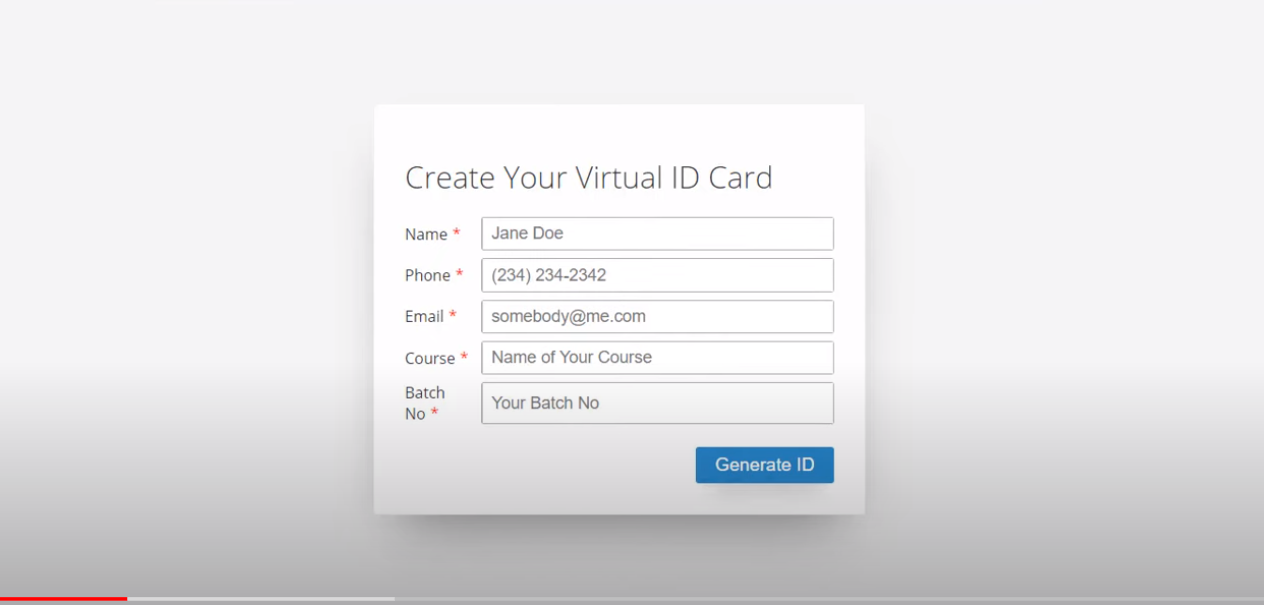 Create Your Virtual ID Card
Name *
Jane Doe
Phone *
(234) 234-2342
Email *
somebody@me.com
Course *
Name of Your Course
Batch
No *
Your Batch No
Generate ID